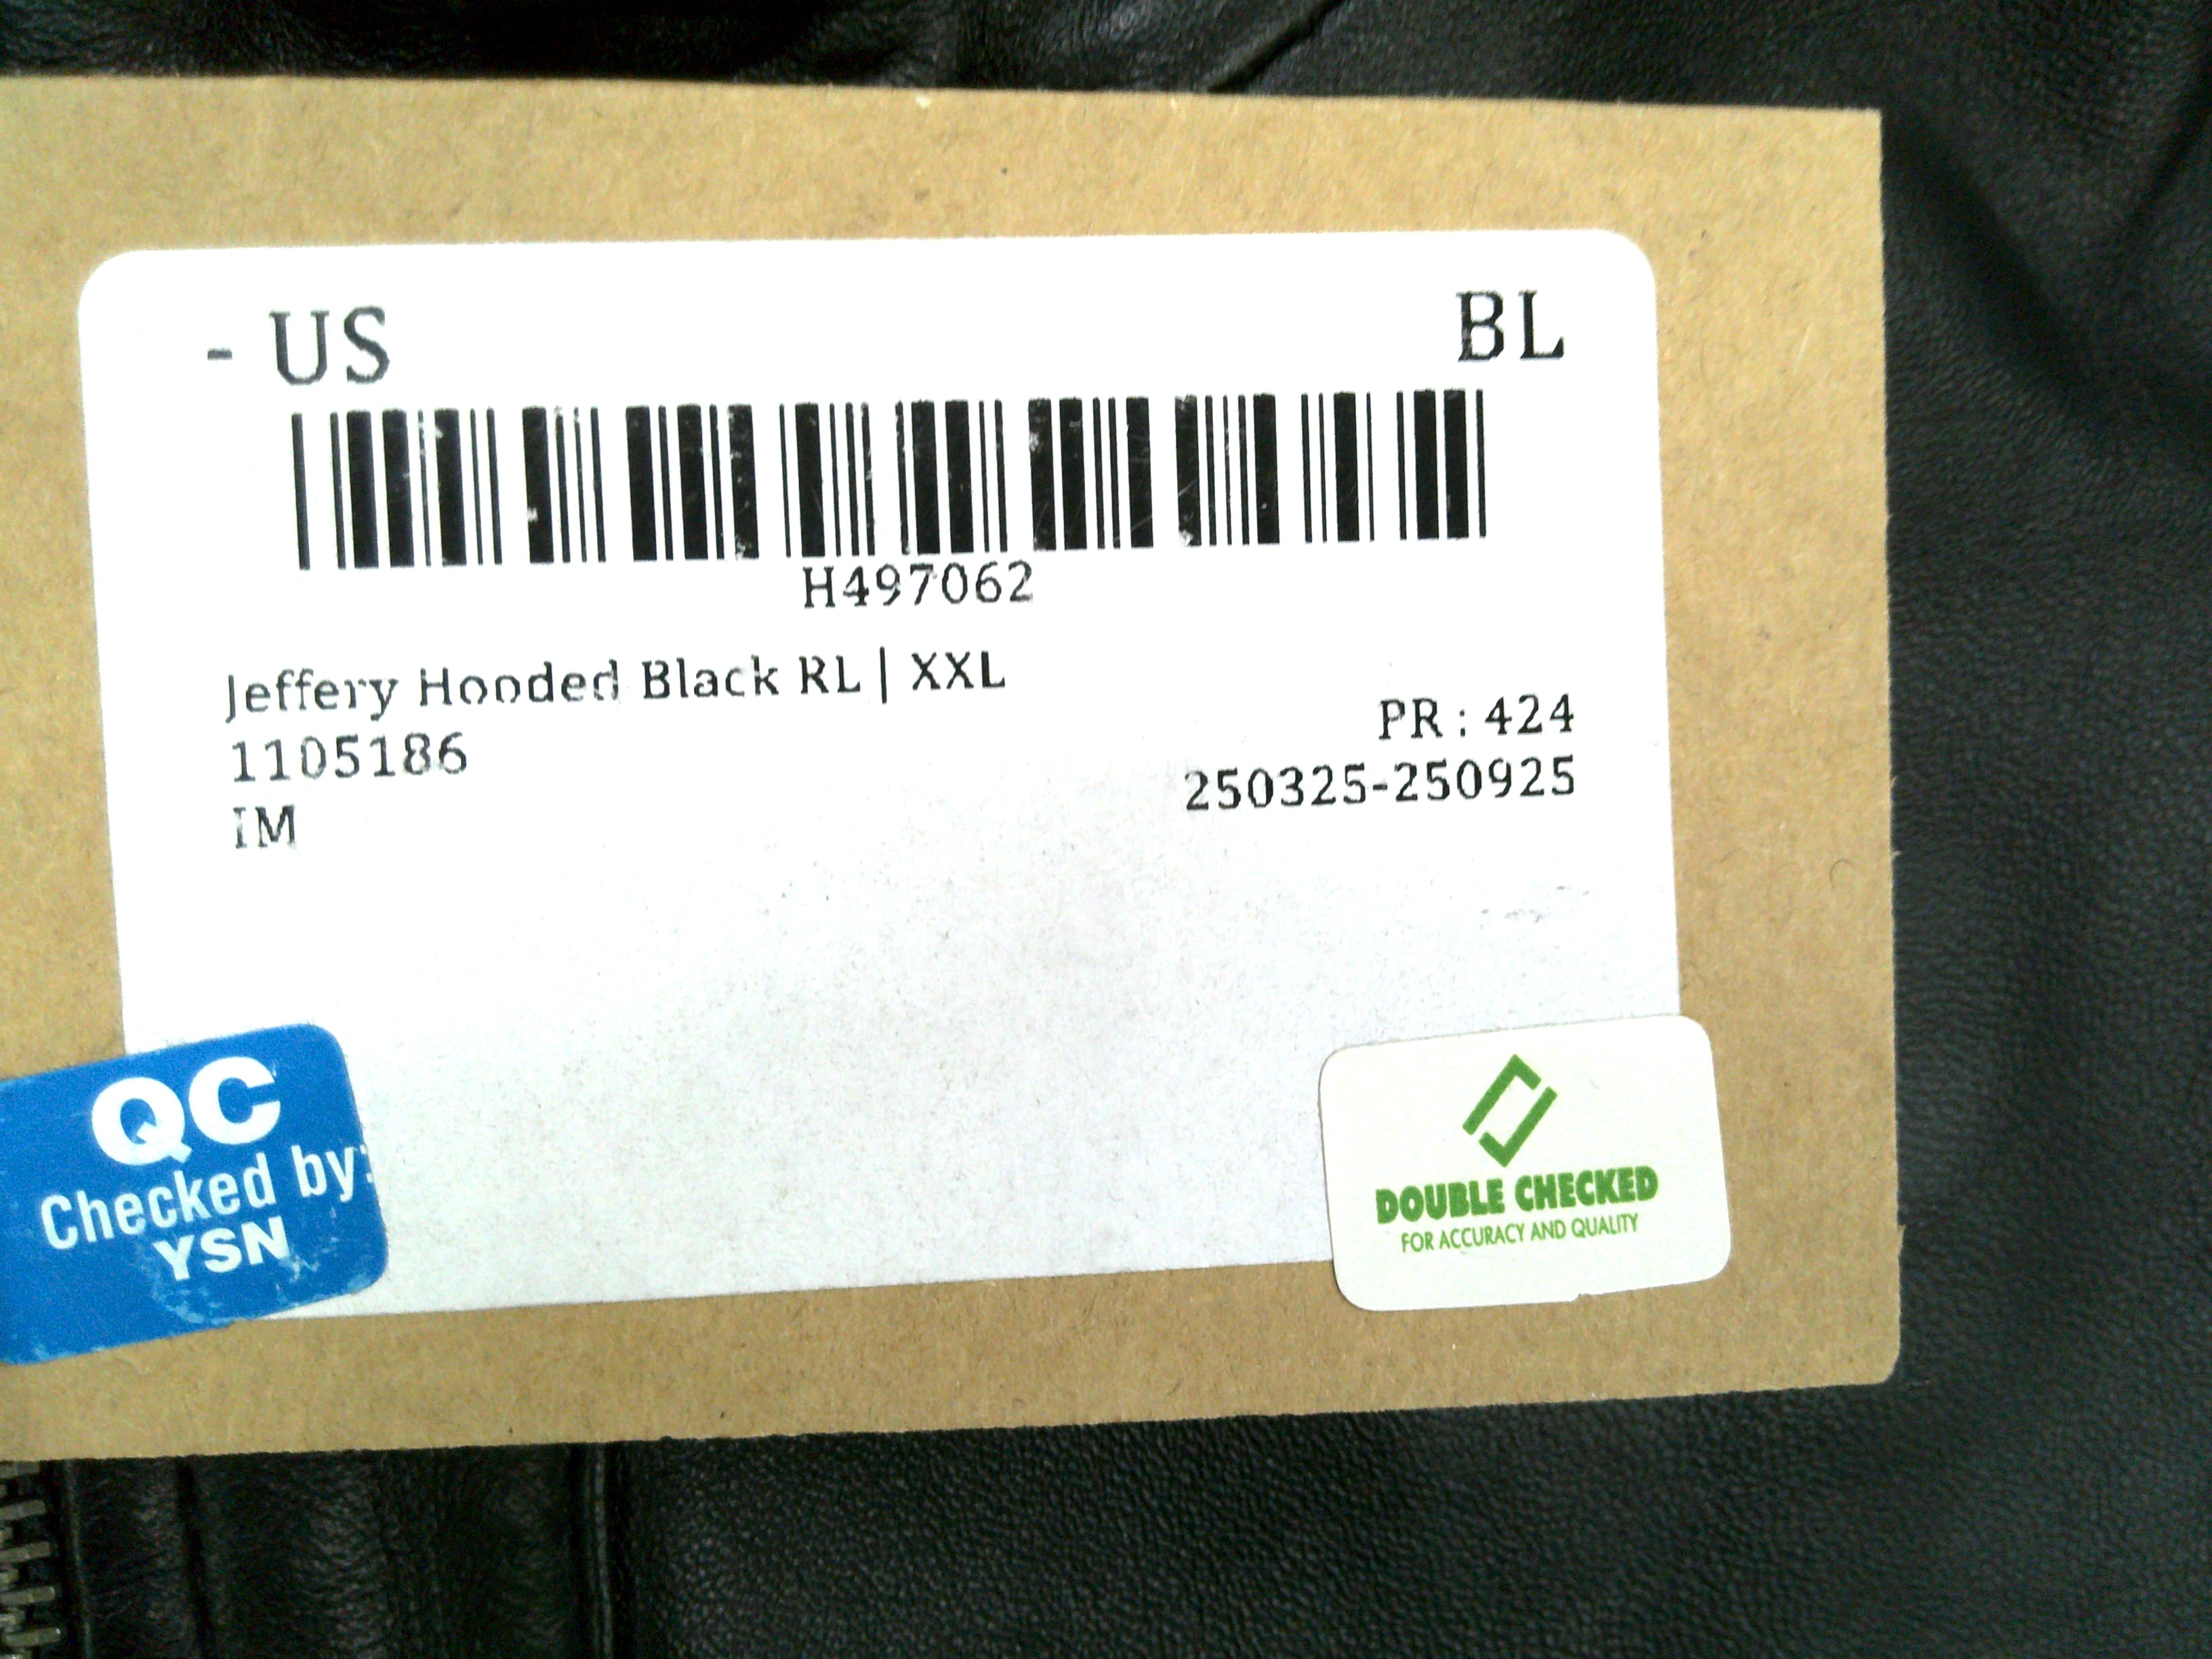 - US BL
H497062
Jeffery Hooded Black RL | XXL
1105186 PR : 424
IM 250325-250925
QC
Checked by:
YSN
DOUBLE CHECKED
FOR ACCURACY AND QUALITY